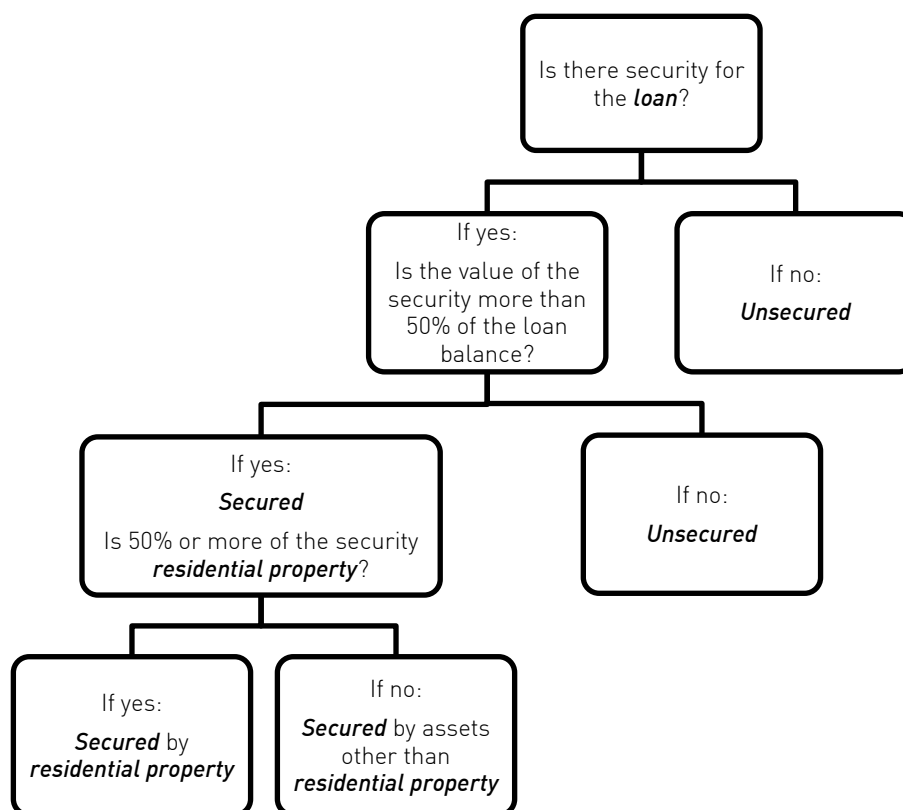 Is there security for
the loan?
If yes:
Is the value of the
security more than
50% of the loan
balance?
If no:
Unsecured
If yes:
Secured
Is 50% or more of the security
residential property?
If no:
Unsecured
If yes:
Secured by
residential property
If no:
Secured by assets
other than
residential property